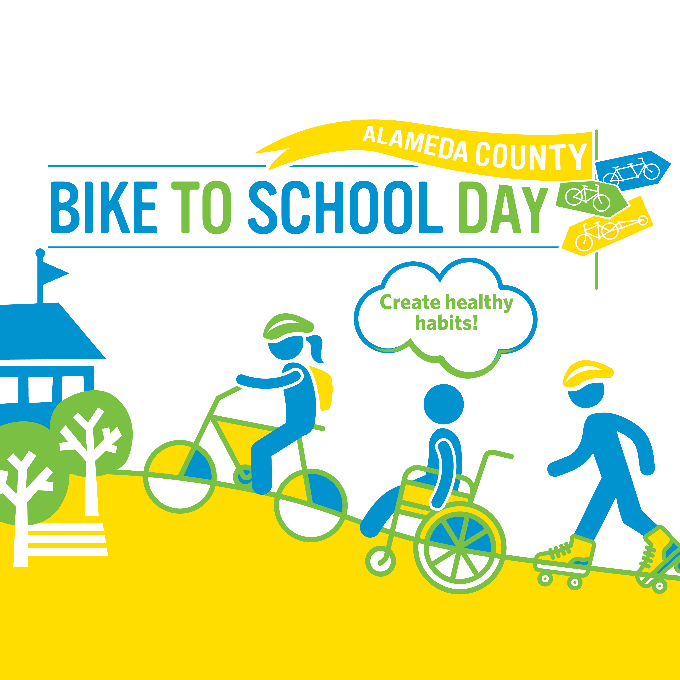 ALAMEDA COUNTY
BIKE TO SCHOOL DAY
Create healthy
habits!